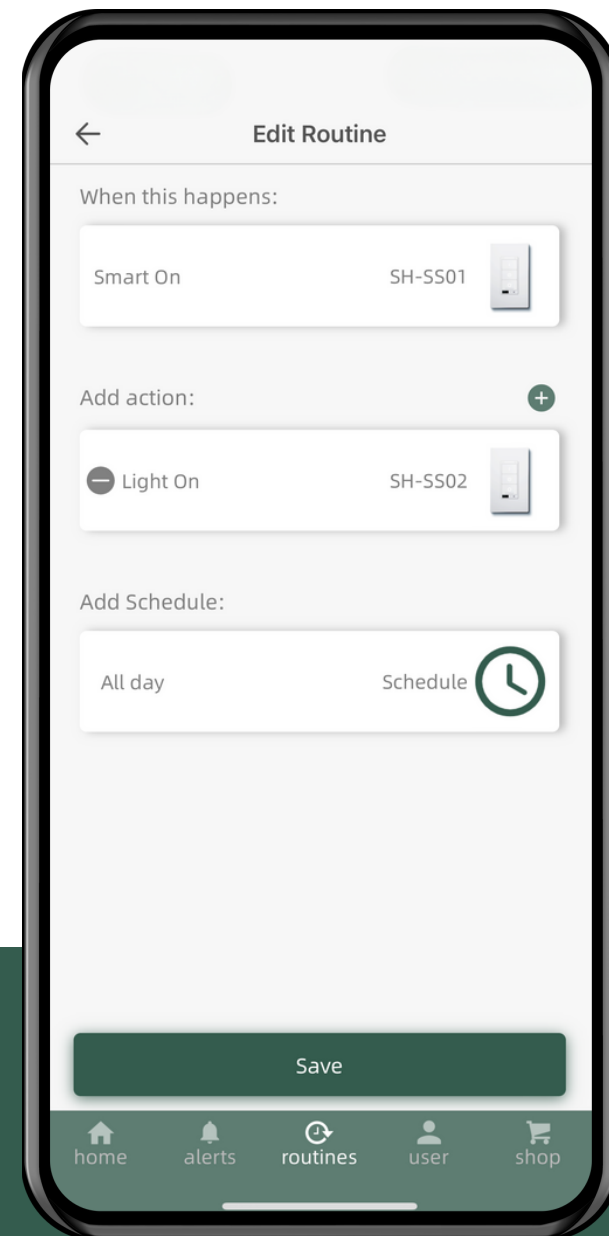 Edit Routine
When this happens:
Smart On SH-SS01
Add action:
Light On SH-SS02
Add Schedule:
All day Schedule
Save
home alerts routines user shop